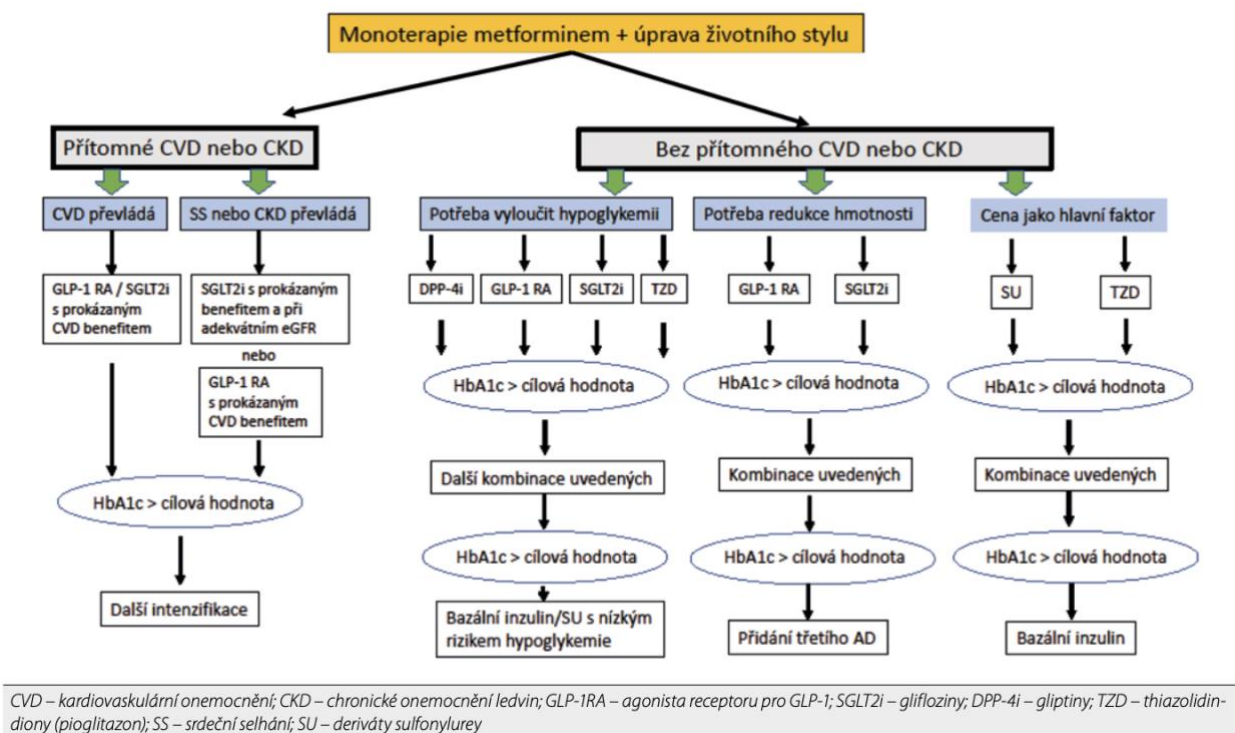 Monoterapie metforminem + úprava životního stylu
Přítomné CVD nebo CKD
Bez přítomného CVD nebo CKD
CVD převládá
SS nebo CKD převládá
Potřeba vyloučit hypoglykemii
Potřeba redukce hmotnosti
Cena jako hlavní faktor
GLP-1 RA / SGLT2i
s prokázaným
CVD benefitem
SGLT2i s prokázaným
benefitem a při
adekvátním eGFR
nebo
GLP-1 RA
s prokázaným
CVD benefitem
DPP-4i
GLP-1 RA
SGLT2i
TZD
GLP-1 RA
SGLT2i
SU
TZD
HbA1c > cílová hodnota
HbA1c > cílová hodnota
HbA1c > cílová hodnota
HbA1c > cílová hodnota
Další kombinace uvedených
Kombinace uvedených
Kombinace uvedených
HbA1c > cílová hodnota
HbA1c > cílová hodnota
HbA1c > cílová hodnota
Další intenzifikace
Bazální inzulin/SU s nízkým
rizikem hypoglykemie
Přidání třetího AD
Bazální inzulin
CVD – kardiovaskulární onemocnění; CKD – chronické onemocnění ledvin; GLP-1RA – agonista receptoru pro GLP-1; SGLT2i – glifloziny; DPP-4i – gliptiny; TZD – thiazolidin-
diony (pioglitazon); SS – srdeční selhání; SU – deriváty sulfonylurey